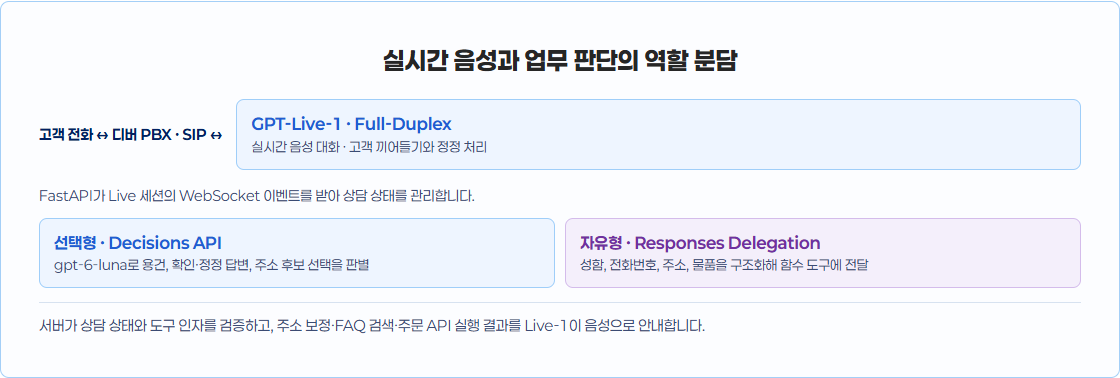 실시간 음성과 업무 판단의 역할 분담
고객 전화 ↔ 디버 PBX · SIP ↔
GPT-Live-1 · Full-Duplex
실시간 음성 대화 · 고객 끼어들기와 정정 처리
FastAPI가 Live 세션의 WebSocket 이벤트를 받아 상담 상태를 관리합니다.
선택형 · Decisions API
gpt-6-luna로 용건, 확인·정정 답변, 주소 후보 선택을 판별
자유형 · Responses Delegation
성함, 전화번호, 주소, 물품을 구조화해 함수 도구에 전달
서버가 상담 상태와 도구 인자를 검증하고, 주소 보정·FAQ 검색·주문 API 실행 결과를 Live-1이 음성으로 안내합니다.